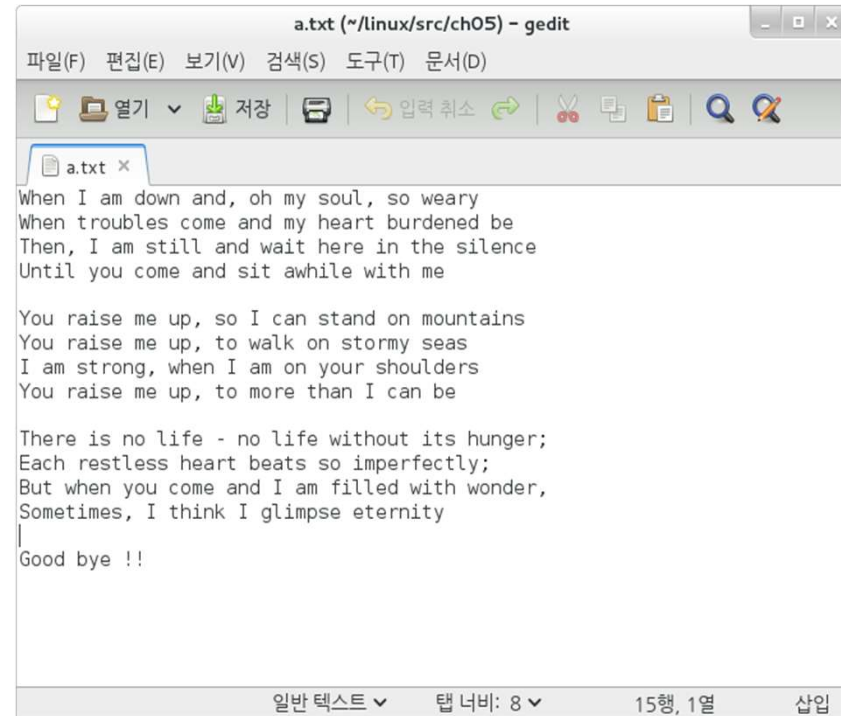 a.txt (~/linux/src/ch05) - gedit
파일(F) 편집(E) 보기(V) 검색(S) 도구(T) 문서(D)
열기 저장 입력 취소
a.txt
When I am down and, oh my soul, so weary
When troubles come and my heart burdened be
Then, I am still and wait here in the silence
Until you come and sit awhile with me

You raise me up, so I can stand on mountains
You raise me up, to walk on stormy seas
I am strong, when I am on your shoulders
You raise me up, to more than I can be

There is no life - no life without its hunger;
Each restless heart beats so imperfectly;
But when you come and I am filled with wonder,
Sometimes, I think I glimpse eternity

Good bye !!
일반 텍스트 탭 너비: 8 15행, 1열 삽입